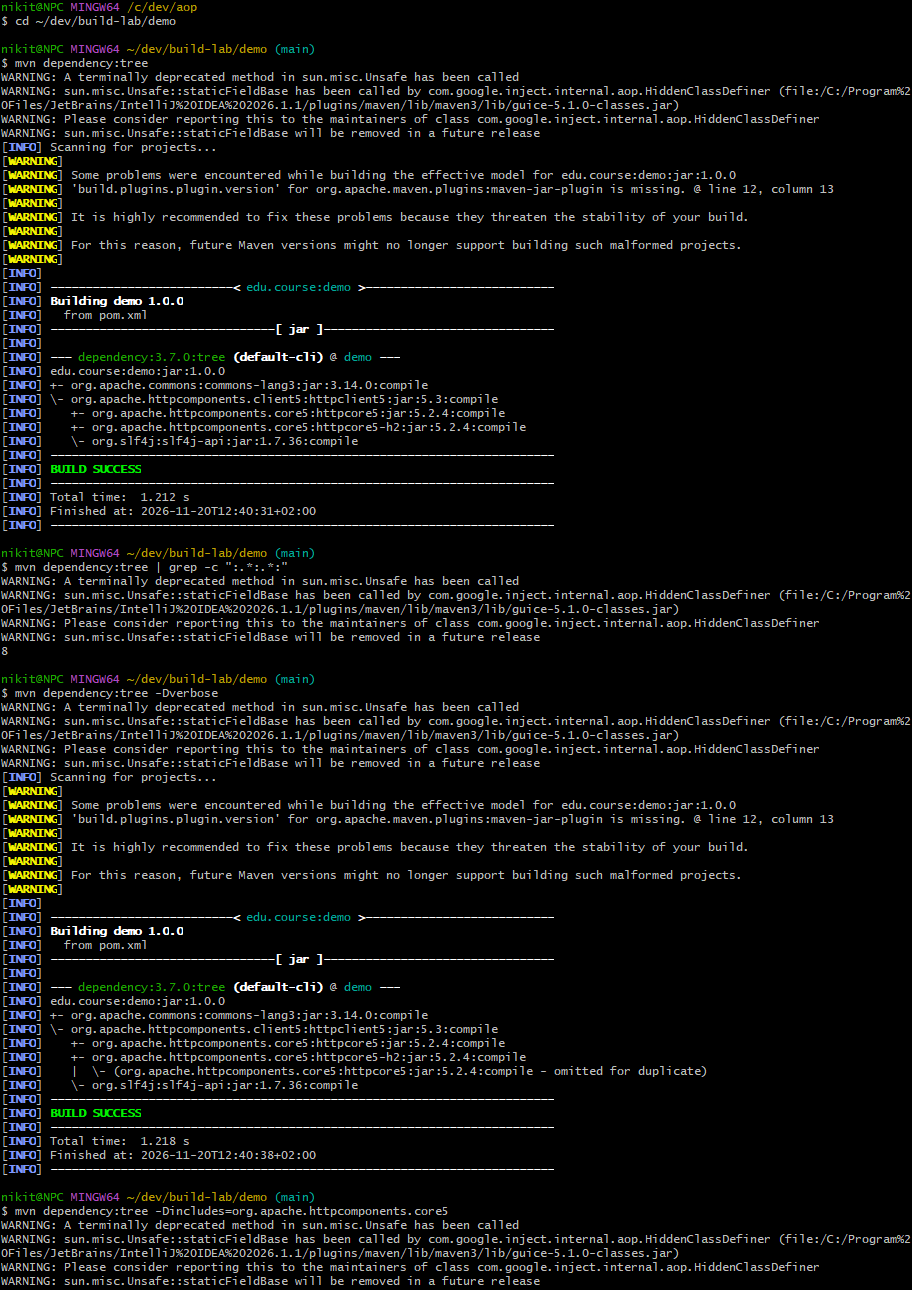 nikit@NPC MINGW64 /c/dev/aop
$ cd ~/dev/build-lab/demo
nikit@NPC MINGW64 ~/dev/build-lab/demo (main)
$ mvn dependency:tree
WARNING: A terminally deprecated method in sun.misc.Unsafe has been called
WARNING: sun.misc.Unsafe::staticFieldBase has been called by com.google.inject.internal.aop.HiddenClassDefiner (file:/C:/Program%2
0Files/JetBrains/IntelliJ%20IDEA%202026.1.1/plugins/maven/lib/maven3/lib/guice-5.1.0-classes.jar)
WARNING: Please consider reporting this to the maintainers of class com.google.inject.internal.aop.HiddenClassDefiner
WARNING: sun.misc.Unsafe::staticFieldBase will be removed in a future release
[INFO] Scanning for projects...
[WARNING]
[WARNING] Some problems were encountered while building the effective model for edu.course:demo:jar:1.0.0
[WARNING] 'build.plugins.plugin.version' for org.apache.maven.plugins:maven-jar-plugin is missing. @ line 12, column 13
[WARNING]
[WARNING] It is highly recommended to fix these problems because they threaten the stability of your build.
[WARNING]
[WARNING] For this reason, future Maven versions might no longer support building such malformed projects.
[WARNING]
[INFO]
[INFO] --------------------------< edu.course:demo >---------------------------
[INFO] Building demo 1.0.0
[INFO]   from pom.xml
[INFO] --------------------------------[ jar ]---------------------------------
[INFO]
[INFO] --- dependency:3.7.0:tree (default-cli) @ demo ---
[INFO] edu.course:demo:jar:1.0.0
[INFO] +- org.apache.commons:commons-lang3:jar:3.14.0:compile
[INFO] \- org.apache.httpcomponents.client5:httpclient5:jar:5.3:compile
[INFO]    +- org.apache.httpcomponents.core5:httpcore5:jar:5.2.4:compile
[INFO]    +- org.apache.httpcomponents.core5:httpcore5-h2:jar:5.2.4:compile
[INFO]    \- org.slf4j:slf4j-api:jar:1.7.36:compile
[INFO] ------------------------------------------------------------------------
[INFO] BUILD SUCCESS
[INFO] ------------------------------------------------------------------------
[INFO] Total time:  1.212 s
[INFO] Finished at: 2026-11-20T12:40:31+02:00
[INFO] ------------------------------------------------------------------------
nikit@NPC MINGW64 ~/dev/build-lab/demo (main)
$ mvn dependency:tree | grep -c ":.*:.*:"
WARNING: A terminally deprecated method in sun.misc.Unsafe has been called
WARNING: sun.misc.Unsafe::staticFieldBase has been called by com.google.inject.internal.aop.HiddenClassDefiner (file:/C:/Program%2
0Files/JetBrains/IntelliJ%20IDEA%202026.1.1/plugins/maven/lib/maven3/lib/guice-5.1.0-classes.jar)
WARNING: Please consider reporting this to the maintainers of class com.google.inject.internal.aop.HiddenClassDefiner
WARNING: sun.misc.Unsafe::staticFieldBase will be removed in a future release
8
nikit@NPC MINGW64 ~/dev/build-lab/demo (main)
$ mvn dependency:tree -Dverbose
WARNING: A terminally deprecated method in sun.misc.Unsafe has been called
WARNING: sun.misc.Unsafe::staticFieldBase has been called by com.google.inject.internal.aop.HiddenClassDefiner (file:/C:/Program%2
0Files/JetBrains/IntelliJ%20IDEA%202026.1.1/plugins/maven/lib/maven3/lib/guice-5.1.0-classes.jar)
WARNING: Please consider reporting this to the maintainers of class com.google.inject.internal.aop.HiddenClassDefiner
WARNING: sun.misc.Unsafe::staticFieldBase will be removed in a future release
[INFO] Scanning for projects...
[WARNING]
[WARNING] Some problems were encountered while building the effective model for edu.course:demo:jar:1.0.0
[WARNING] 'build.plugins.plugin.version' for org.apache.maven.plugins:maven-jar-plugin is missing. @ line 12, column 13
[WARNING]
[WARNING] It is highly recommended to fix these problems because they threaten the stability of your build.
[WARNING]
[WARNING] For this reason, future Maven versions might no longer support building such malformed projects.
[WARNING]
[INFO]
[INFO] --------------------------< edu.course:demo >---------------------------
[INFO] Building demo 1.0.0
[INFO]   from pom.xml
[INFO] --------------------------------[ jar ]---------------------------------
[INFO]
[INFO] --- dependency:3.7.0:tree (default-cli) @ demo ---
[INFO] edu.course:demo:jar:1.0.0
[INFO] +- org.apache.commons:commons-lang3:jar:3.14.0:compile
[INFO] \- org.apache.httpcomponents.client5:httpclient5:jar:5.3:compile
[INFO]    +- org.apache.httpcomponents.core5:httpcore5:jar:5.2.4:compile
[INFO]    +- org.apache.httpcomponents.core5:httpcore5-h2:jar:5.2.4:compile
[INFO]    |  \- (org.apache.httpcomponents.core5:httpcore5:jar:5.2.4:compile - omitted for duplicate)
[INFO]    \- org.slf4j:slf4j-api:jar:1.7.36:compile
[INFO] ------------------------------------------------------------------------
[INFO] BUILD SUCCESS
[INFO] ------------------------------------------------------------------------
[INFO] Total time:  1.218 s
[INFO] Finished at: 2026-11-20T12:40:38+02:00
[INFO] ------------------------------------------------------------------------
nikit@NPC MINGW64 ~/dev/build-lab/demo (main)
$ mvn dependency:tree -Dincludes=org.apache.httpcomponents.core5
WARNING: A terminally deprecated method in sun.misc.Unsafe has been called
WARNING: sun.misc.Unsafe::staticFieldBase has been called by com.google.inject.internal.aop.HiddenClassDefiner (file:/C:/Program%2
0Files/JetBrains/IntelliJ%20IDEA%202026.1.1/plugins/maven/lib/maven3/lib/guice-5.1.0-classes.jar)
WARNING: Please consider reporting this to the maintainers of class com.google.inject.internal.aop.HiddenClassDefiner
WARNING: sun.misc.Unsafe::staticFieldBase will be removed in a future release